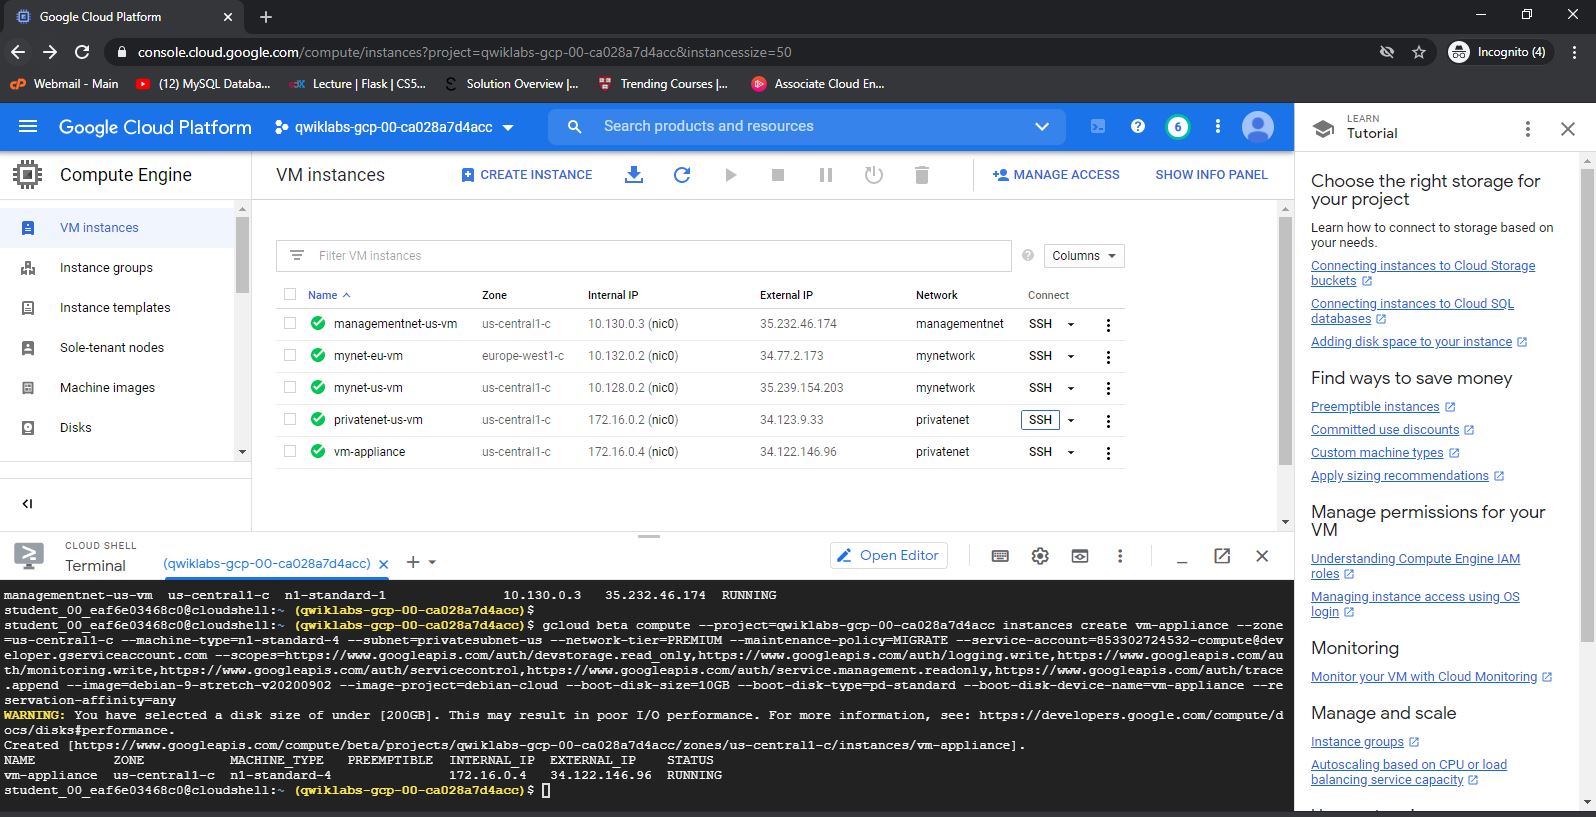 Google Cloud Platform
console.cloud.google.com/compute/instances?project=qwiklabs-gcp-00-ca028a7d4acc&instancessize=50
Incognito (4)
Webmail - Main
(12) MySQL Databa...
Lecture | Flask | CS5...
Solution Overview |...
Trending Courses |...
Associate Cloud En...
Google Cloud Platform
qwiklabs-gcp-00-ca028a7d4acc
Search products and resources
6
Compute Engine
VM instances
Instance groups
Instance templates
Sole-tenant nodes
Machine images
Disks
VM instances
CREATE INSTANCE
MANAGE ACCESS
SHOW INFO PANEL
Filter VM instances
Columns
Name Zone Internal IP External IP Network Connect
managementnet-us-vm us-central1-c 10.130.0.3 (nic0) 35.232.46.174 managementnet SSH
mynet-eu-vm europe-west1-c 10.132.0.2 (nic0) 34.77.2.173 mynetwork SSH
mynet-us-vm us-central1-c 10.128.0.2 (nic0) 35.239.154.203 mynetwork SSH
privatenet-us-vm us-central1-c 172.16.0.2 (nic0) 34.123.9.33 privatenet SSH
vm-appliance us-central1-c 172.16.0.4 (nic0) 34.122.146.96 privatenet SSH
LEARN
Tutorial
Choose the right storage for
your project
Learn how to connect to storage based on
your needs.
Connecting instances to Cloud Storage
buckets
Connecting instances to Cloud SQL
databases
Adding disk space to your instance
Find ways to save money
Preemptible instances
Committed use discounts
Custom machine types
Apply sizing recommendations
Manage permissions for your
VM
Understanding Compute Engine IAM
roles
Managing instance access using OS
login
Monitoring
Monitor your VM with Cloud Monitoring
Manage and scale
Instance groups
Autoscaling based on CPU or load
balancing service capacity
CLOUD SHELL
Terminal
(qwiklabs-gcp-00-ca028a7d4acc)
Open Editor
managementnet-us-vm us-central1-c n1-standard-1 10.130.0.3 35.232.46.174 RUNNING
student_00_eaf6e03468c0@cloudshell:~ (qwiklabs-gcp-00-ca028a7d4acc)$
student_00_eaf6e03468c0@cloudshell:~ (qwiklabs-gcp-00-ca028a7d4acc)$ gcloud beta compute --project=qwiklabs-gcp-00-ca028a7d4acc instances create vm-appliance --zone
=us-central1-c --machine-type=n1-standard-4 --subnet=privatesubnet-us --network-tier=PREMIUM --maintenance-policy=MIGRATE --service-account=853302724532-compute@dev
eloper.gserviceaccount.com --scopes=https://www.googleapis.com/auth/devstorage.read_only,https://www.googleapis.com/auth/logging.write,https://www.googleapis.com/au
th/monitoring.write,https://www.googleapis.com/auth/servicecontrol,https://www.googleapis.com/auth/service.management.readonly,https://www.googleapis.com/auth/trace
.append --image=debian-9-stretch-v20200902 --image-project=debian-cloud --boot-disk-size=10GB --boot-disk-type=pd-standard --boot-disk-device-name=vm-appliance --re
servation-affinity=any
WARNING: You have selected a disk size of under [200GB]. This may result in poor I/O performance. For more information, see: https://developers.google.com/compute/d
ocs/disks#performance.
Created [https://www.googleapis.com/compute/beta/projects/qwiklabs-gcp-00-ca028a7d4acc/zones/us-central1-c/instances/vm-appliance].
NAME ZONE MACHINE_TYPE PREEMPTIBLE INTERNAL_IP EXTERNAL_IP STATUS
vm-appliance us-central1-c n1-standard-4 172.16.0.4 34.122.146.96 RUNNING
student_00_eaf6e03468c0@cloudshell:~ (qwiklabs-gcp-00-ca028a7d4acc)$